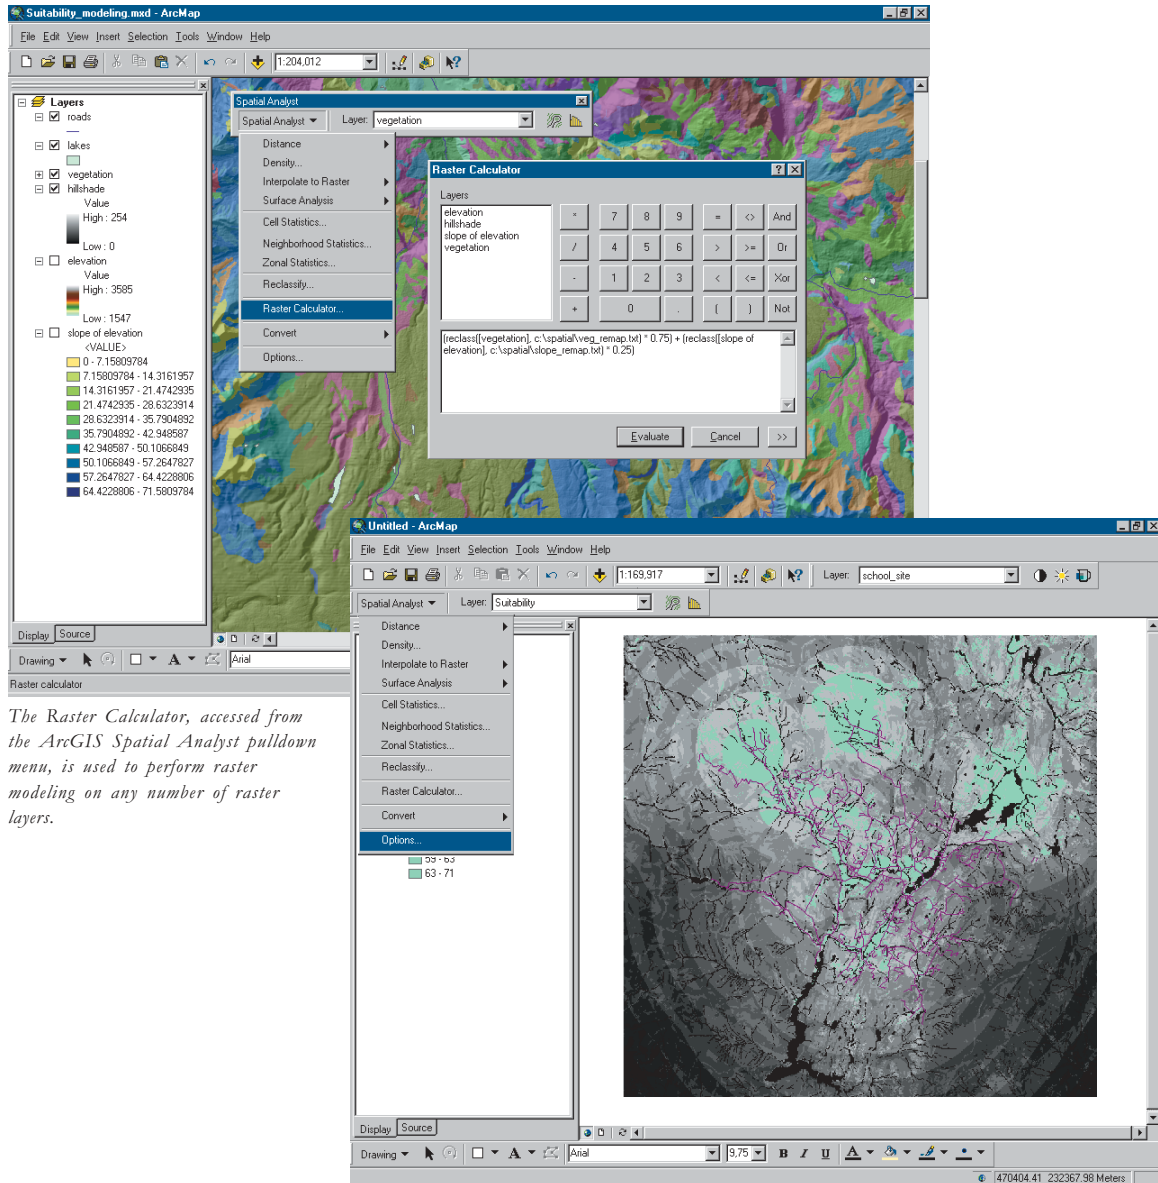 Suitability_modeling.mxd - ArcMap
File Edit View Insert Selection Tools Window Help
1:204,012
Layers
roads
lakes
vegetation
hillshade
Value
High : 254
Low : 0
elevation
Value
High : 3585
Low : 1547
slope of elevation
<VALUE>
0 - 7.15809784
7.15809784 - 14.3161957
14.3161957 - 21.4742935
21.4742935 - 28.6323914
28.6323914 - 35.7904892
35.7904892 - 42.948587
42.948587 - 50.1066849
50.1066849 - 57.2647827
57.2647827 - 64.4228806
64.4228806 - 71.5809784
Display Source
Drawing A Arial
Raster calculator
Spatial Analyst
Spatial Analyst Layer: vegetation
Distance
Density...
Interpolate to Raster
Surface Analysis
Cell Statistics...
Neighborhood Statistics...
Zonal Statistics...
Reclassify...
Raster Calculator...
Convert
Options...
Raster Calculator
Layers
elevation
hillshade
slope of elevation
vegetation
* 7 8 9 = <> And
/ 4 5 6 > >= Or
- 1 2 3 < <= Xor
+ 0 . ( ) Not
(reclass([vegetation], c:\spatial\veg_remap.txt) * 0.75) + (reclass([slope of
elevation], c:\spatial\slope_remap.txt) * 0.25)
Evaluate Cancel >>
The Raster Calculator, accessed from
the ArcGIS Spatial Analyst pulldown
menu, is used to perform raster
modeling on any number of raster
layers.
Untitled - ArcMap
File Edit View Insert Selection Tools Window Help
1:169,917 Layer: school_site
Spatial Analyst Layer: Suitability
Distance
Density...
Interpolate to Raster
Surface Analysis
Cell Statistics...
Neighborhood Statistics...
Zonal Statistics...
Reclassify...
Raster Calculator...
Convert
Options...
59 - 63
63 - 71
Display Source
Drawing A Arial 9.75 B I U A
470404.41 232367.98 Meters